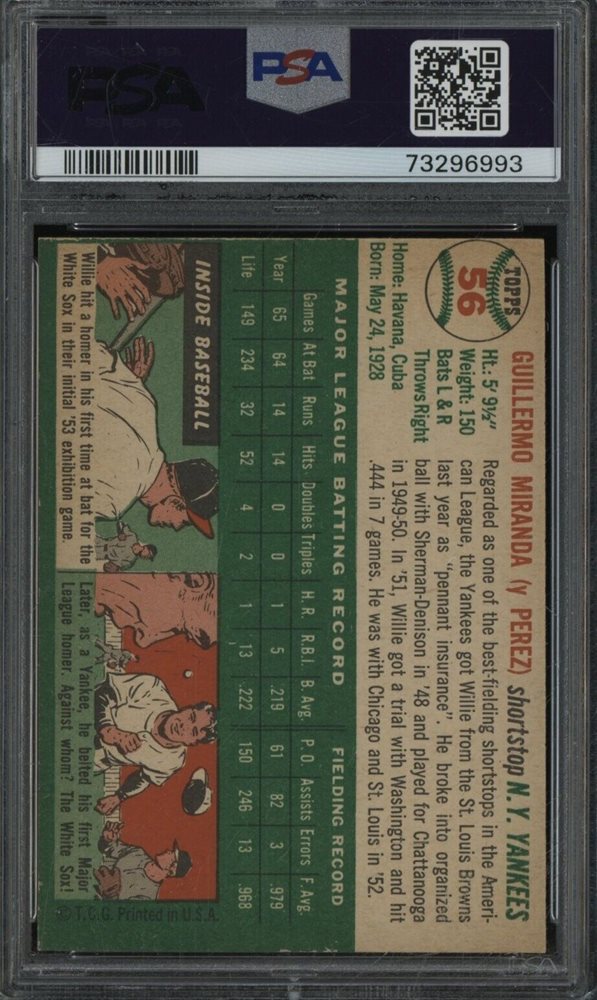 PSA
PSA
73296993
TOPPS
56
GUILLERMO MIRANDA (y PEREZ) shortstop N. Y. YANKEES
Ht.: 5' 9½"
Weight: 150
Bats L & R
Throws Right
Home: Havana, Cuba
Born: May 24, 1928
Regarded as one of the best-fielding shortstops in the Ameri-
can League, the Yankees got Willie from the St. Louis Browns
last year as "pennant insurance". He broke into organized
ball with Sherman-Denison in '48 and played for Chattanooga
in 1949-50. In '51, Willie got a trial with Washington and hit
.444 in 7 games. He was with Chicago and St. Louis in '52.
MAJOR LEAGUE BATTING RECORD FIELDING RECORD
Games At Bat Runs Hits Doubles Triples H. R. R.B.I. B. Avg. P. O. Assists Errors F. Avg.
Year 65 64 14 14 0 0 1 5 .219 61 82 3 .979
Life 149 234 32 52 4 2 1 13 .222 150 246 13 .968
INSIDE BASEBALL
Willie hit a homer in his first time at bat for the
White Sox in their initial '53 exhibition game.
Later, as a Yankee, he belted his first Major
League homer. Against whom? The White Sox!
© T. C. G. Printed in U.S.A.